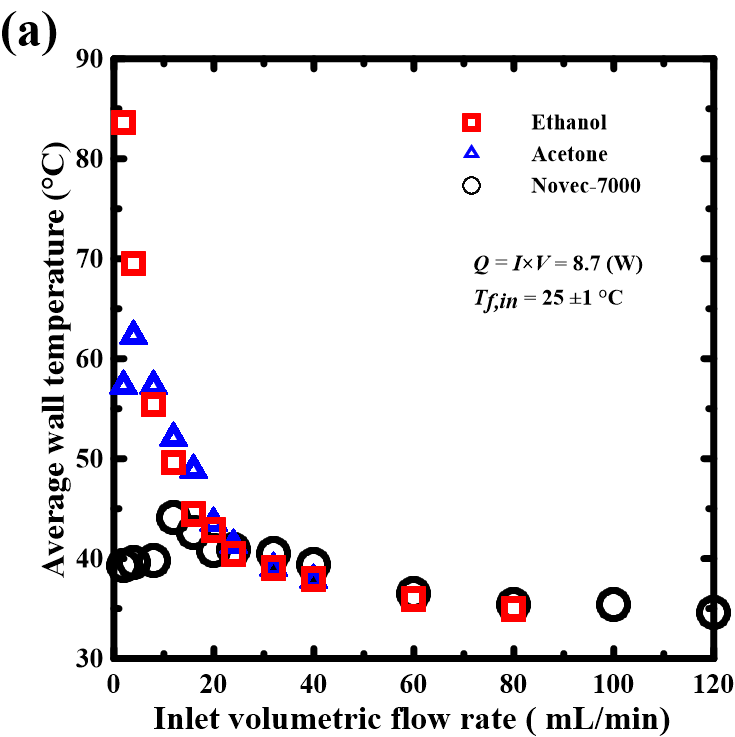 (a)
90
80
70
60
50
40
30
Average wall temperature (°C)
Ethanol
Acetone
Novec-7000
Q = I×V = 8.7 (W)
Tf,in = 25 ±1 °C
0 20 40 60 80 100 120
Inlet volumetric flow rate ( mL/min)